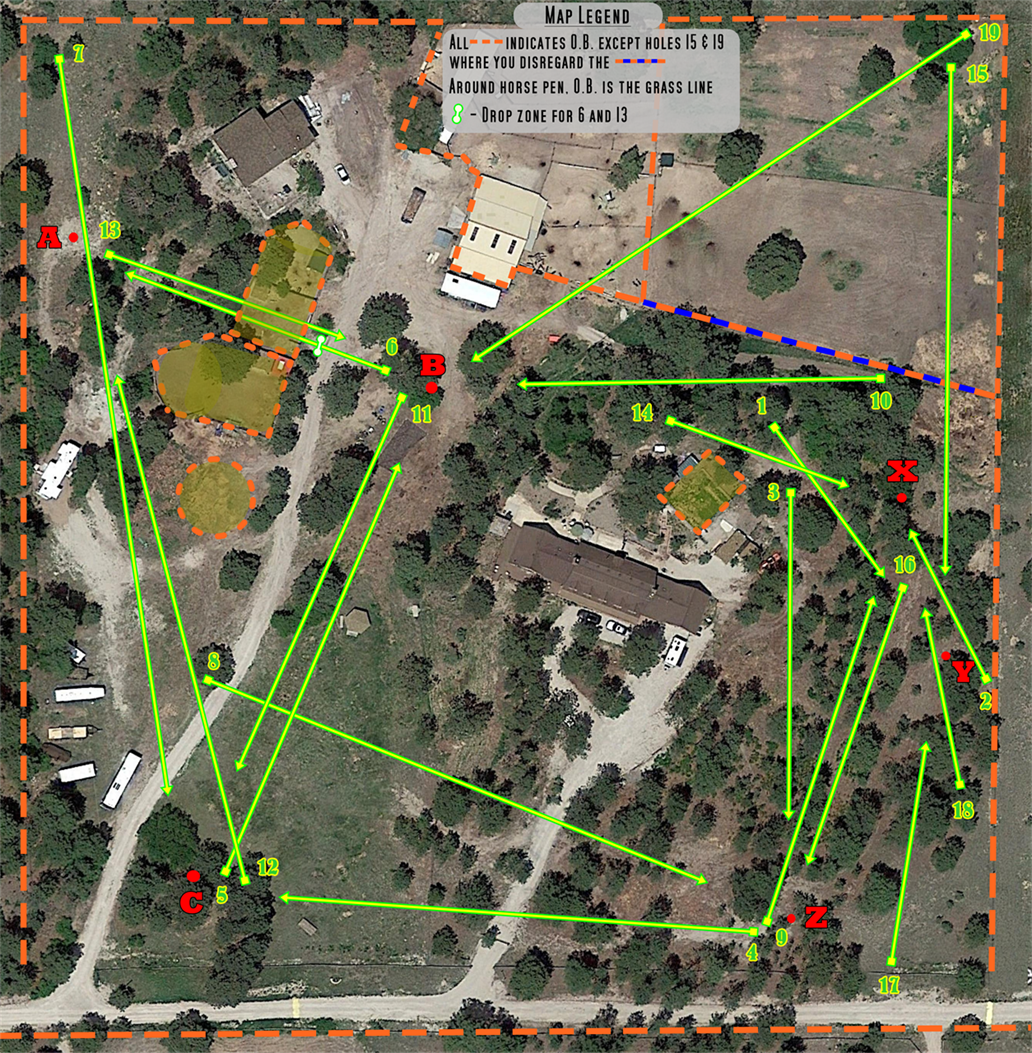 MAP LEGEND
ALL INDICATES O.B. EXCEPT HOLES 15 & 19
WHERE YOU DISREGARD THE
AROUND HORSE PEN, O.B. IS THE GRASS LINE
- DROP ZONE FOR 6 AND 13
19
7
15
13
A
6
B
11
10
14
1
X
3
16
8
Y
2
18
12
5
C
Z
9
4
17